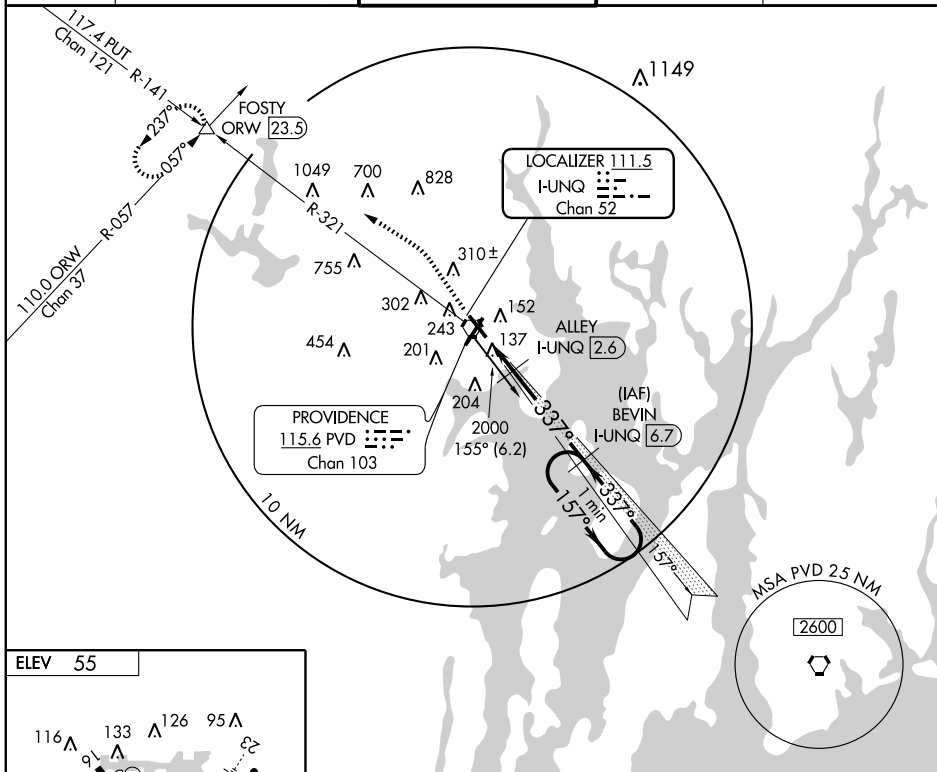 117.4 PUT
Chan 121
R-141
1149
237°
FOSTY
ORW 23.5
057°
LOCALIZER 111.5
I-UNQ
Chan 52
1049
700
828
R-321
R-057
110.0 ORW
Chan 37
755
310±
302
243
152
137
ALLEY
I-UNQ 2.6
454
201
204
(IAF)
BEVIN
I-UNQ 6.7
337°
PROVIDENCE
115.6 PVD
Chan 103
2000
155° (6.2)
10 NM
157°
1 min
337°
157°
MSA PVD 25 NM
2600
ELEV 55
116
133
126
95
23
16